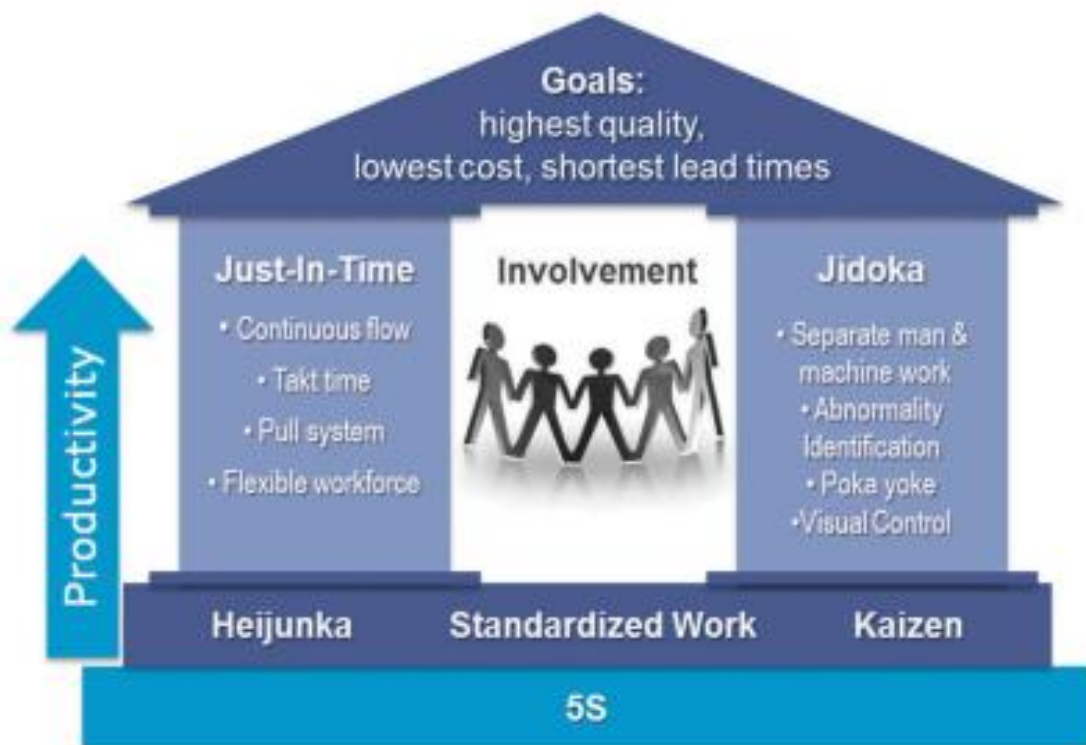 Goals:
highest quality,
lowest cost, shortest lead times
Productivity
Just-In-Time
• Continuous flow
• Takt time
• Pull system
• Flexible workforce
Involvement
Jidoka
• Separate man &
machine work
• Abnormality
Identification
• Poka yoke
•Visual Control
Heijunka
Standardized Work
Kaizen
5S